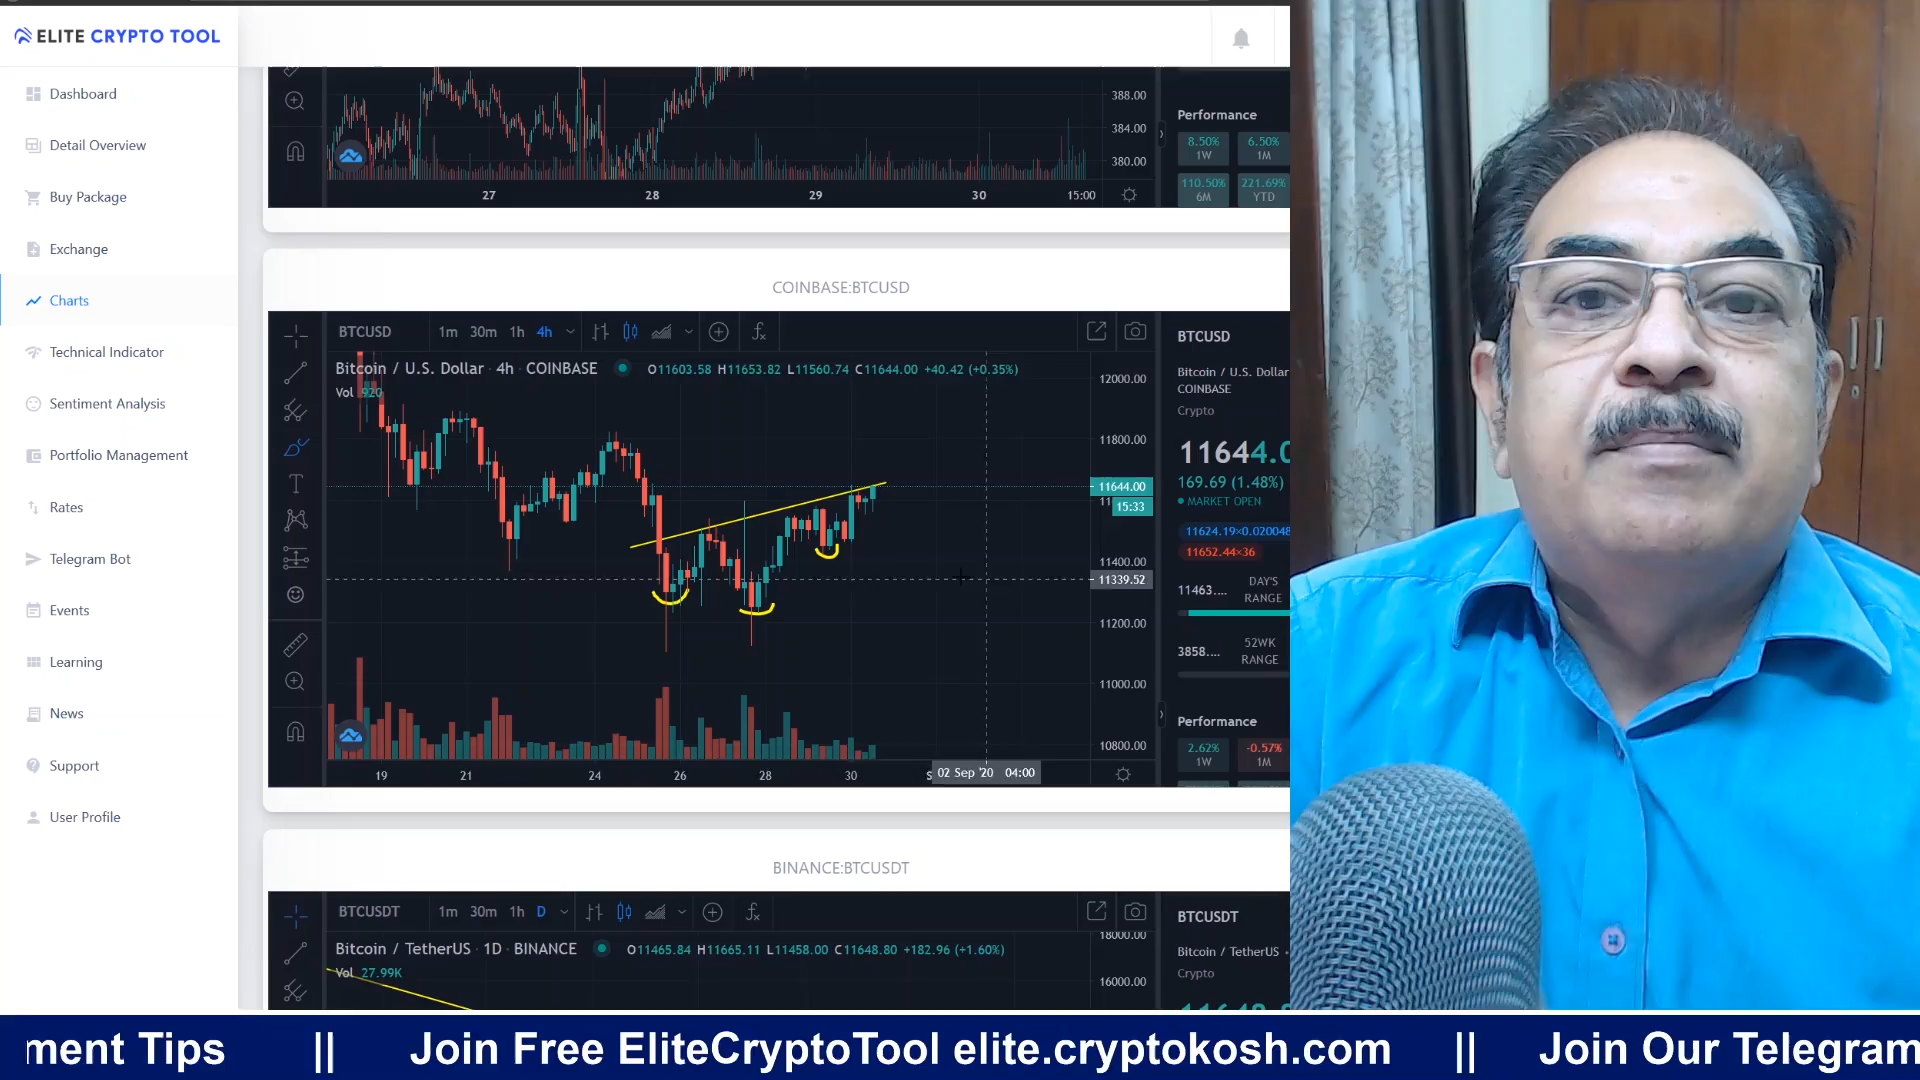 ELITE CRYPTO TOOL
Dashboard
Detail Overview
Buy Package
Exchange
Charts
Technical Indicator
Sentiment Analysis
Portfolio Management
Rates
Telegram Bot
Events
Learning
News
Support
User Profile
388.00
384.00
380.00
27 28 29 30 15:00
Performance
8.50% 6.50%
1W 1M
110.50% 221.69%
6M YTD
COINBASE:BTCUSD
BTCUSD 1m 30m 1h 4h
Bitcoin / U.S. Dollar · 4h · COINBASE O11603.58 H11653.82 L11560.74 C11644.00 +40.42 (+0.35%)
Vol 920
12000.00
11800.00
11644.00
15:33
11400.00
11339.52
11200.00
11000.00
10800.00
19 21 24 26 28 30 02 Sep '20 04:00
BTCUSD
Bitcoin / U.S. Dollar
COINBASE
Crypto
11644.0
169.69 (1.48%)
MARKET OPEN
11624.19×0.020048
11652.44×36
11463.... DAY'S RANGE
3858.... 52WK RANGE
Performance
2.62% -0.57%
1W 1M
BINANCE:BTCUSDT
BTCUSDT 1m 30m 1h D
Bitcoin / TetherUS · 1D · BINANCE O11465.84 H11665.11 L11458.00 C11648.80 +182.96 (+1.60%)
Vol 27.99K
18000.00
16000.00
BTCUSDT
Bitcoin / TetherUS
Crypto
ment Tips || Join Free EliteCryptoTool elite.cryptokosh.com || Join Our Telegram